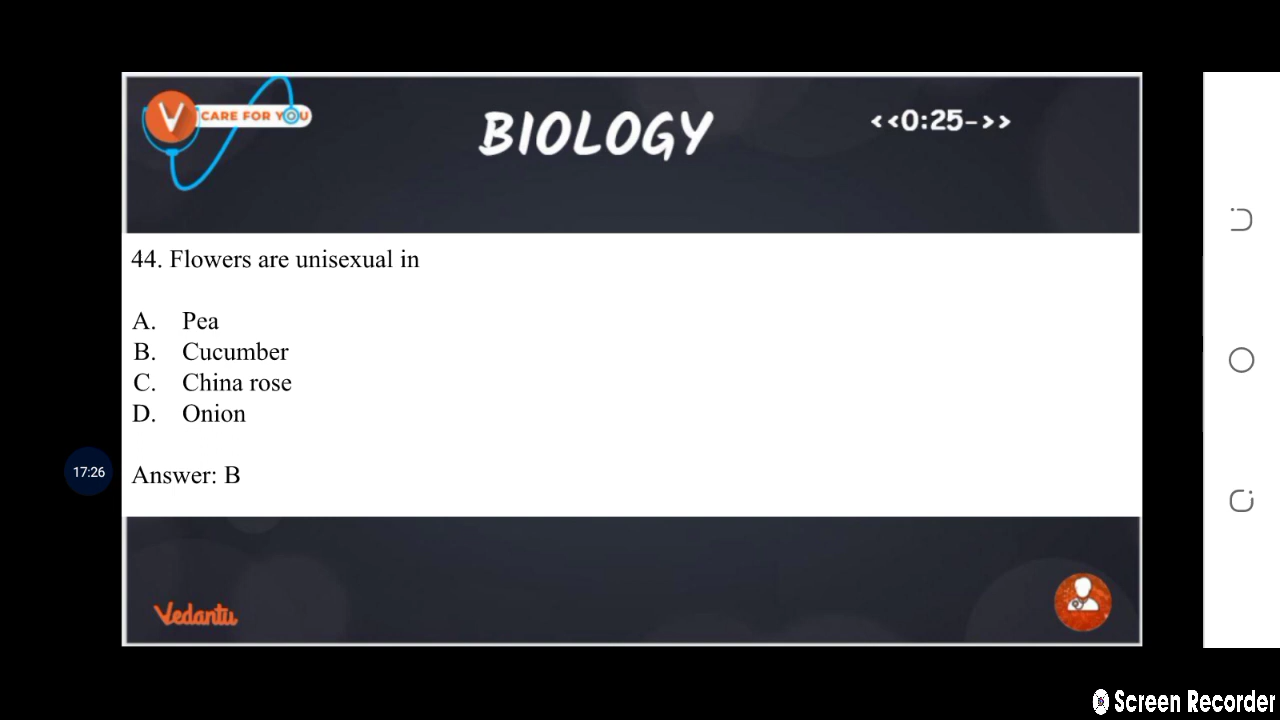 V CARE FOR YOU
BIOLOGY
<<0:25->>
44. Flowers are unisexual in
A. Pea
B. Cucumber
C. China rose
D. Onion
17:26
Answer: B
Vedantu
Screen Recorder